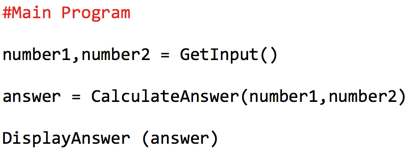 #Main Program
number1,number2 = GetInput()
answer = CalculateAnswer(number1,number2)
DisplayAnswer (answer)